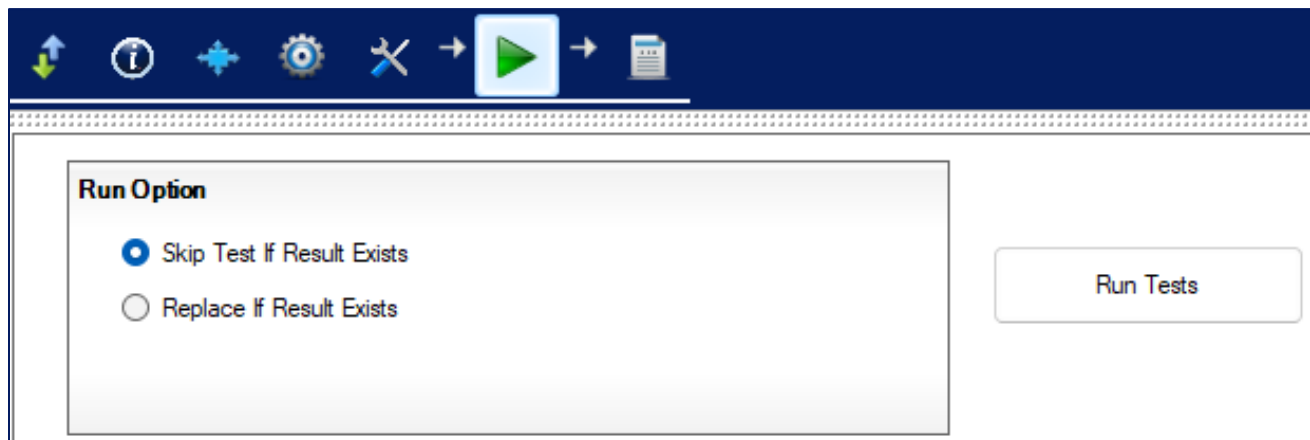 Run Option
Skip Test If Result Exists
Replace If Result Exists
Run Tests